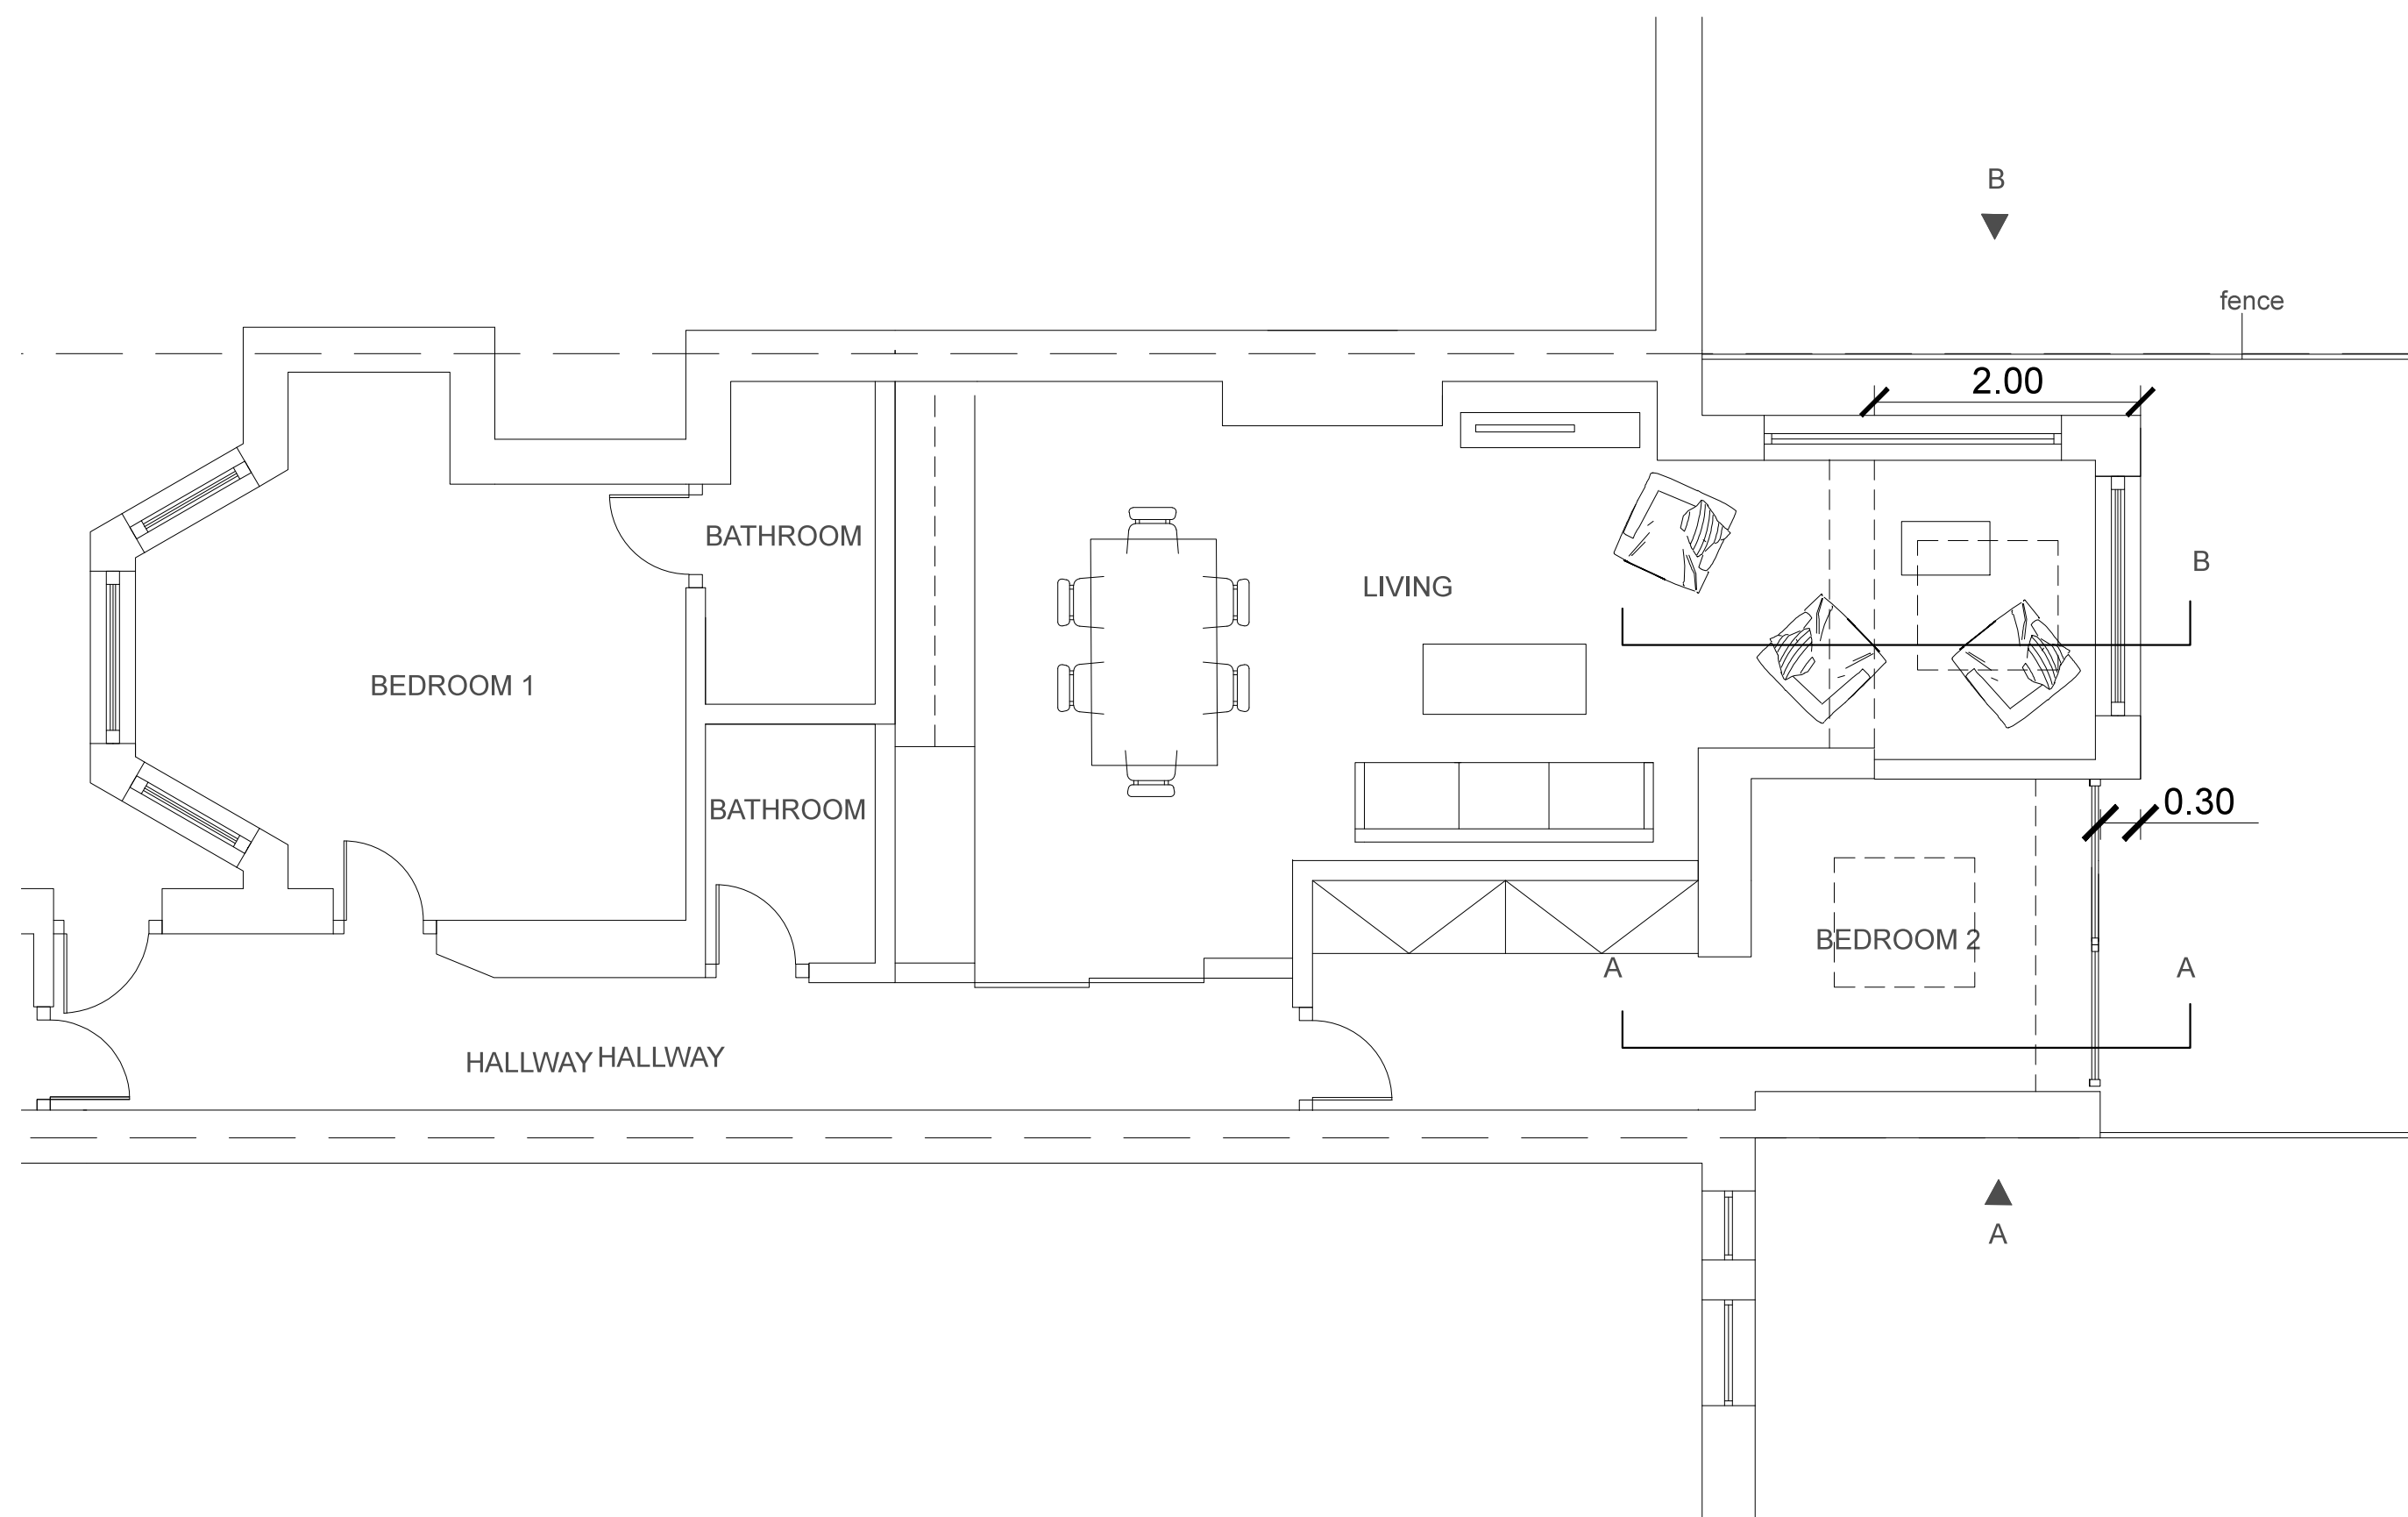 B
fence
2.00
BATHROOM
B
LIVING
BEDROOM 1
0.30
BATHROOM
BEDROOM 2
A
A
HALLWAY HALLWAY
A